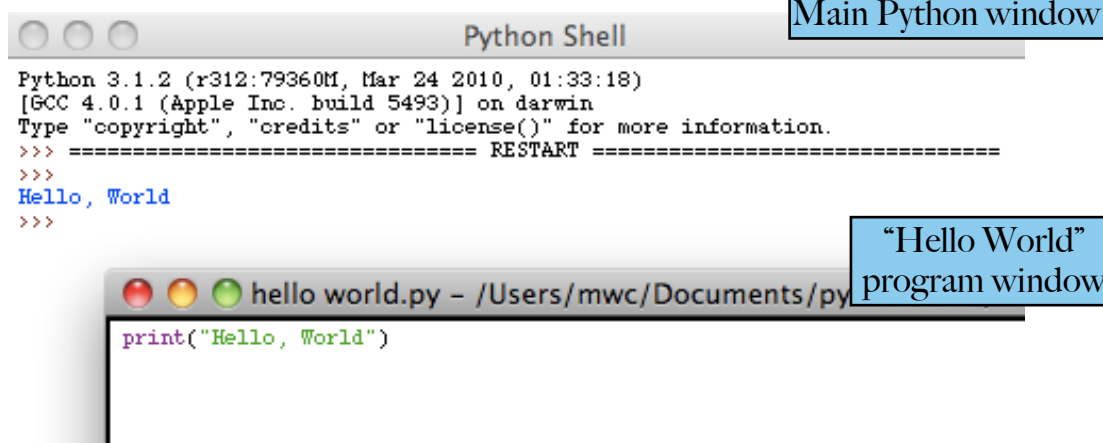 Main Python window
Python Shell
Python 3.1.2 (r312:79360M, Mar 24 2010, 01:33:18)
[GCC 4.0.1 (Apple Inc. build 5493)] on darwin
Type "copyright", "credits" or "license()" for more information.
>>> ================================ RESTART ================================
>>>
Hello, World
>>>
“Hello World”
program window
hello world.py – /Users/mwc/Documents/py
print("Hello, World")